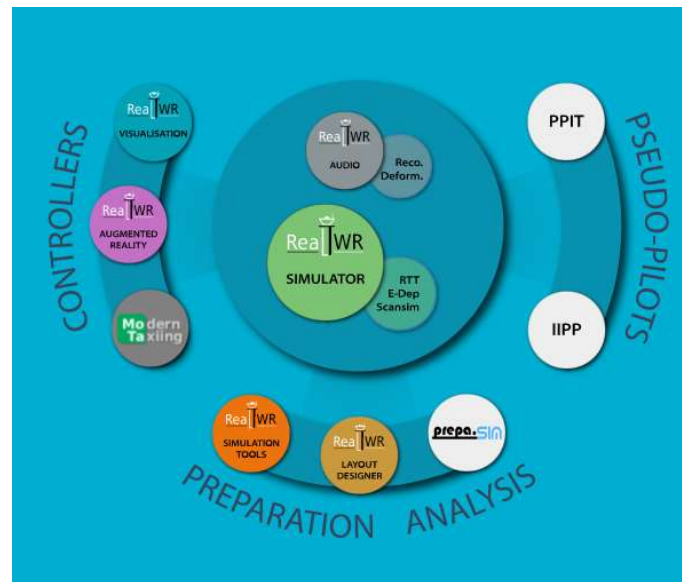 CONTROLLERS
RealTWR
VISUALISATION
RealTWR
AUGMENTED
REALITY
Modern
Taxiing
RealTWR
AUDIO
Reco.
Deform.
RealTWR
SIMULATOR
RTT
E-Dep
Scansim
PSEUDO-PILOTS
PPIT
IIPP
RealTWR
SIMULATION
TOOLS
RealTWR
LAYOUT
DESIGNER
prepa.SIM
PREPARATION ANALYSIS